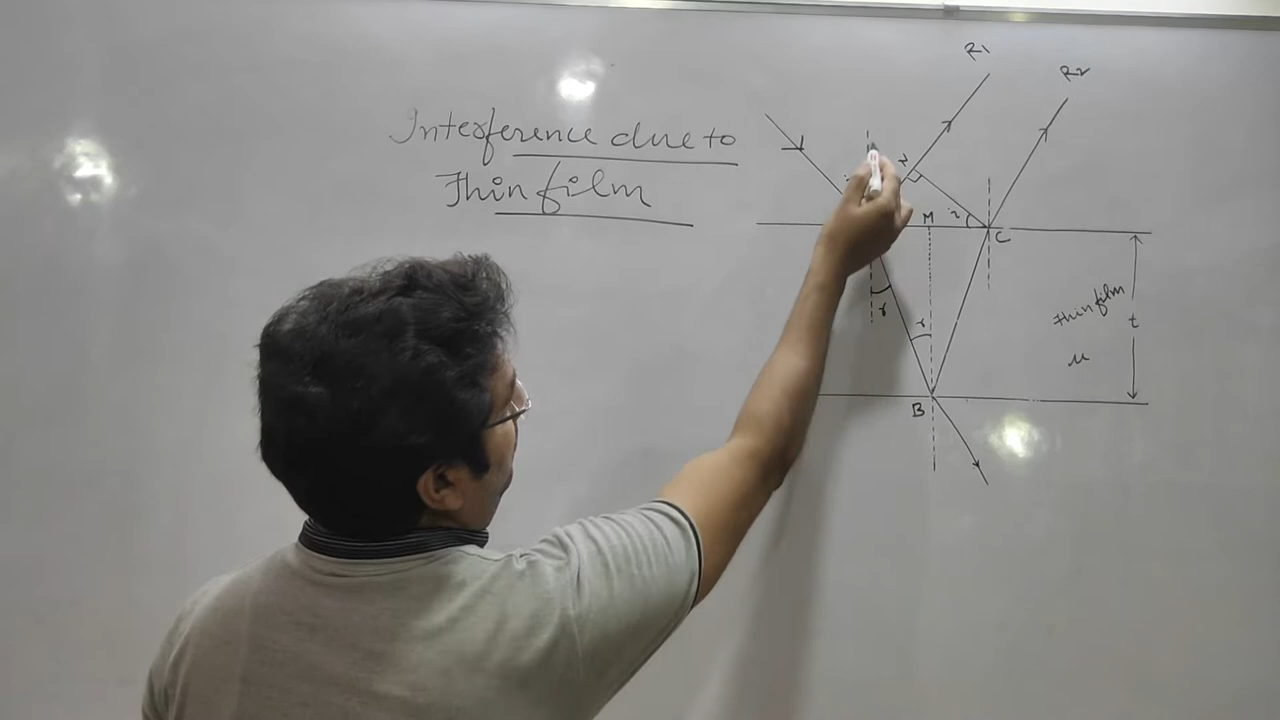 Interference due to
Thin film
R1
R2
N
i
M
C
r
r
Thin film
t
μ
B